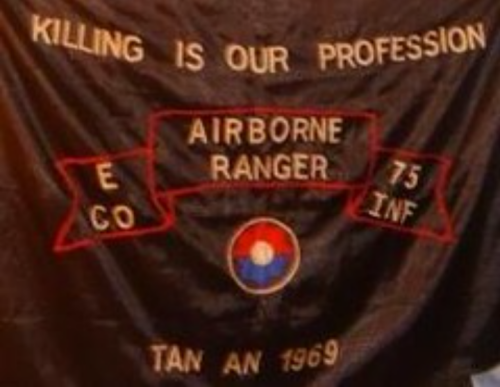 KILLING IS OUR PROFESSION
AIRBORNE
RANGER
E
CO
75
INF
TAN AN 1969